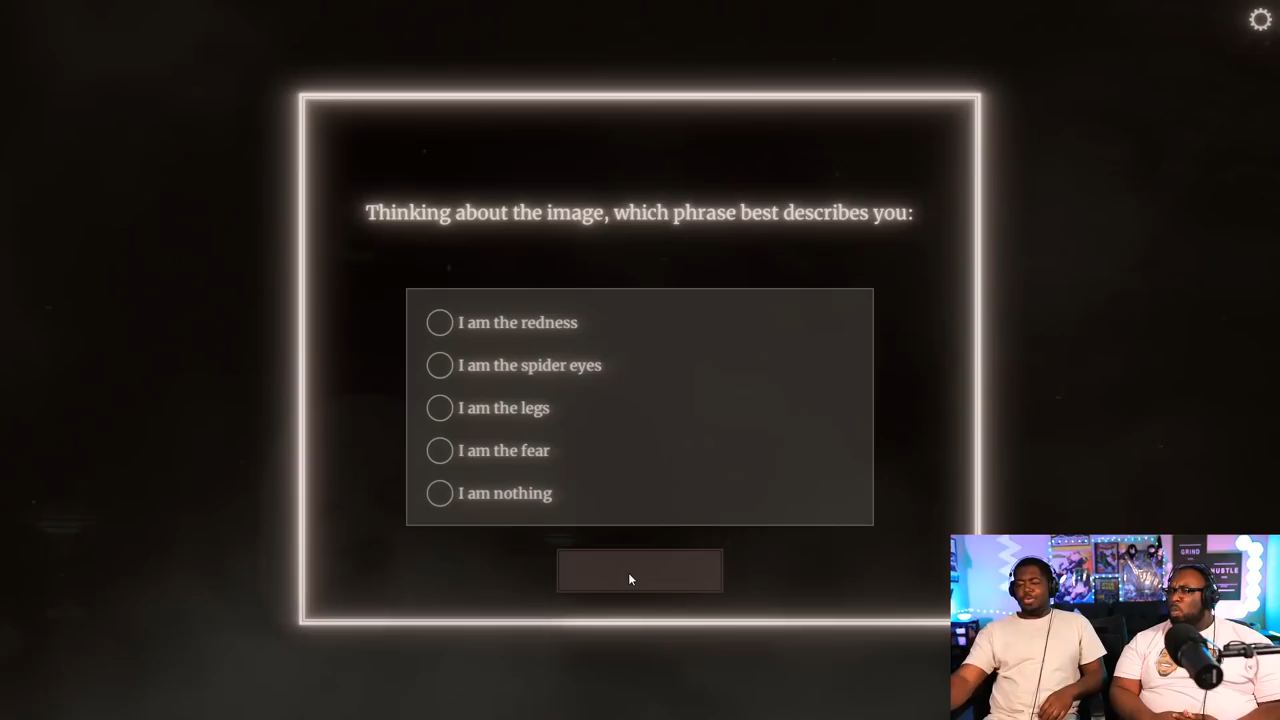 Thinking about the image, which phrase best describes you:
I am the redness
I am the spider eyes
I am the legs
I am the fear
I am nothing
GRIND
HUSTLE